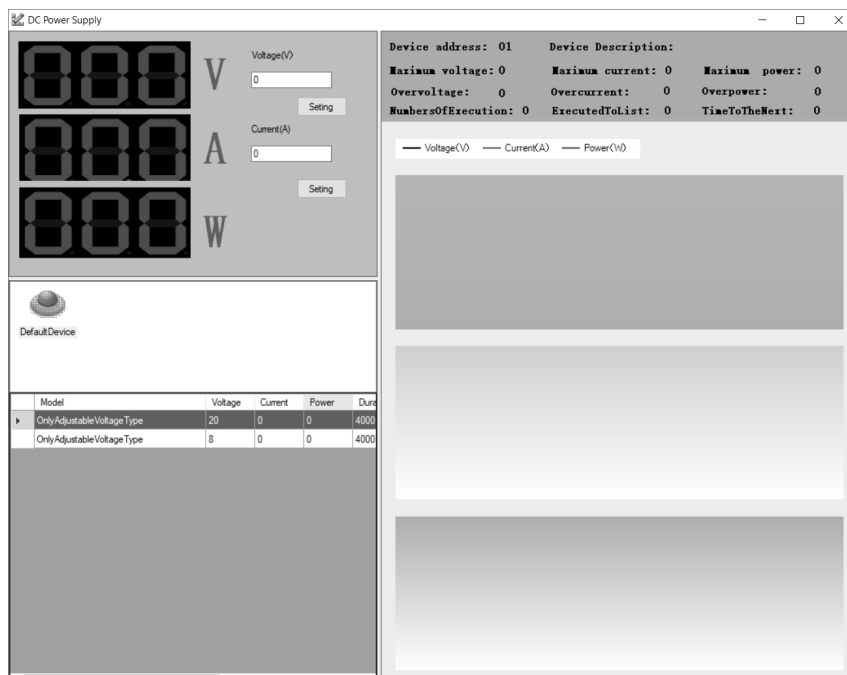 DC Power Supply
V
Voltage(V)
0
Seting
A
Current(A)
0
Seting
W
Device address: 01 Device Description:
Maximum voltage: 0 Maximum current: 0 Maximum power: 0
Overvoltage: 0 Overcurrent: 0 Overpower: 0
NumbersOfExecution: 0 ExecutedToList: 0 TimeToTheNext: 0
Voltage(V) Current(A) Power(W)
DefaultDevice
Model Voltage Current Power Dura
OnlyAdjustableVoltageType 20 0 0 4000
OnlyAdjustableVoltageType 8 0 0 4000